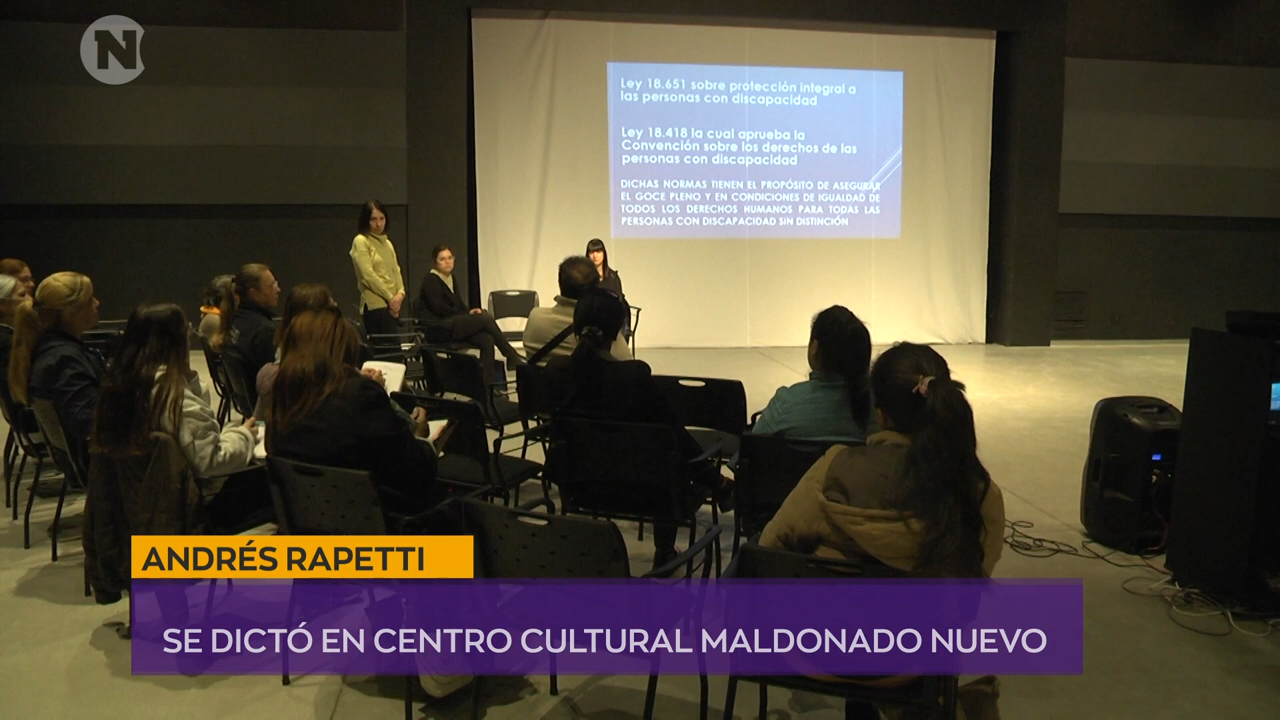 N
Ley 18.651 sobre protección integral a
las personas con discapacidad
Ley 18.418 la cual aprueba la
Convención sobre los derechos de las
personas con discapacidad
DICHAS NORMAS TIENEN EL PROPÓSITO DE ASEGURAR
EL GOCE PLENO Y EN CONDICIONES DE IGUALDAD DE
TODOS LOS DERECHOS HUMANOS PARA TODAS LAS
PERSONAS CON DISCAPACIDAD SIN DISTINCIÓN
ANDRÉS RAPETTI
SE DICTÓ EN CENTRO CULTURAL MALDONADO NUEVO